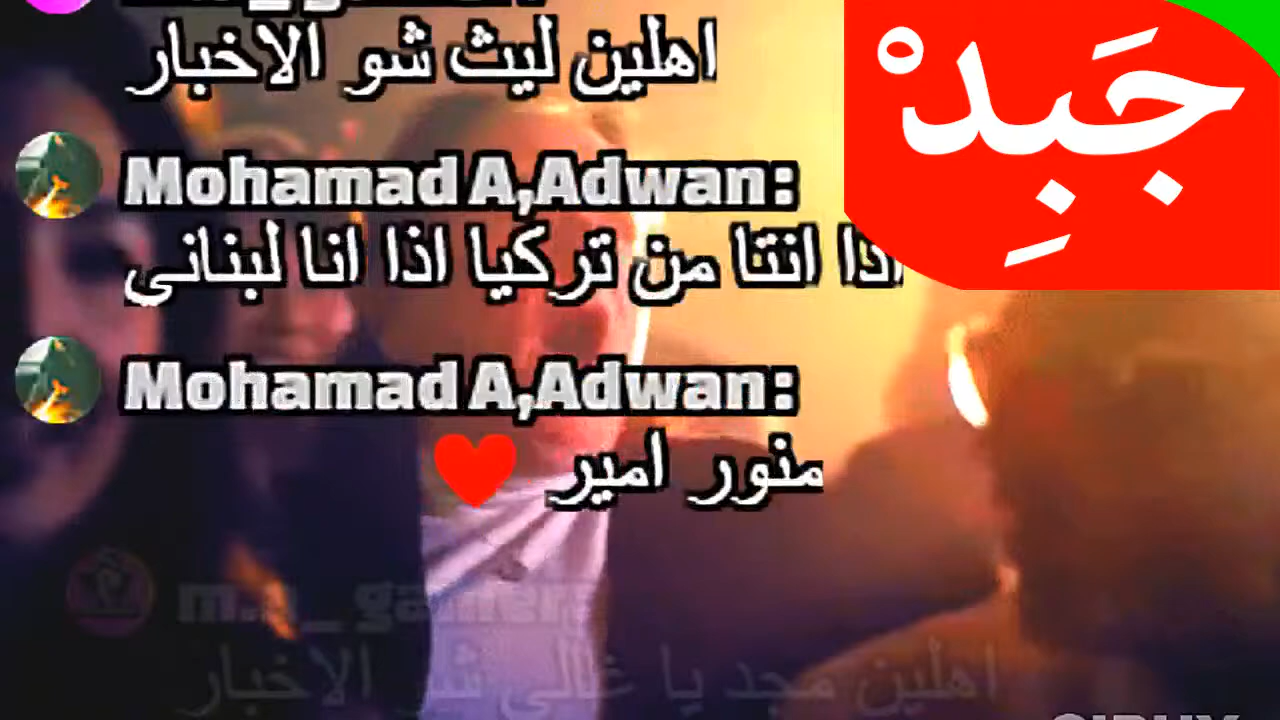 اهلين ليث شو الاخبار
جَبِدْ
Mohamad A,Adwan:
اذا انتا من تركيا اذا انا لبناني
Mohamad A,Adwan:
منور امير ♥
اهلين مجد يا غالي شو الاخبار